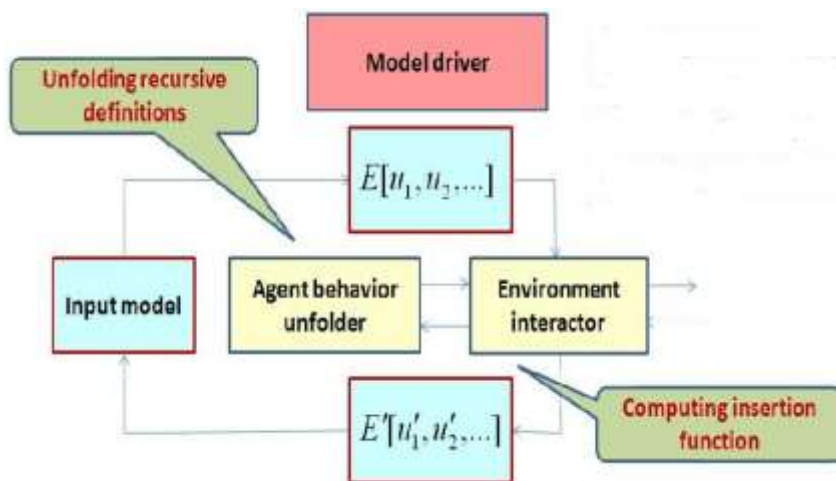 Model driver
Unfolding recursive
definitions
E[u₁, u₂,...]
Input model
Agent behavior
unfolder
Environment
interactor
E′[u′₁, u′₂,...]
Computing insertion
function